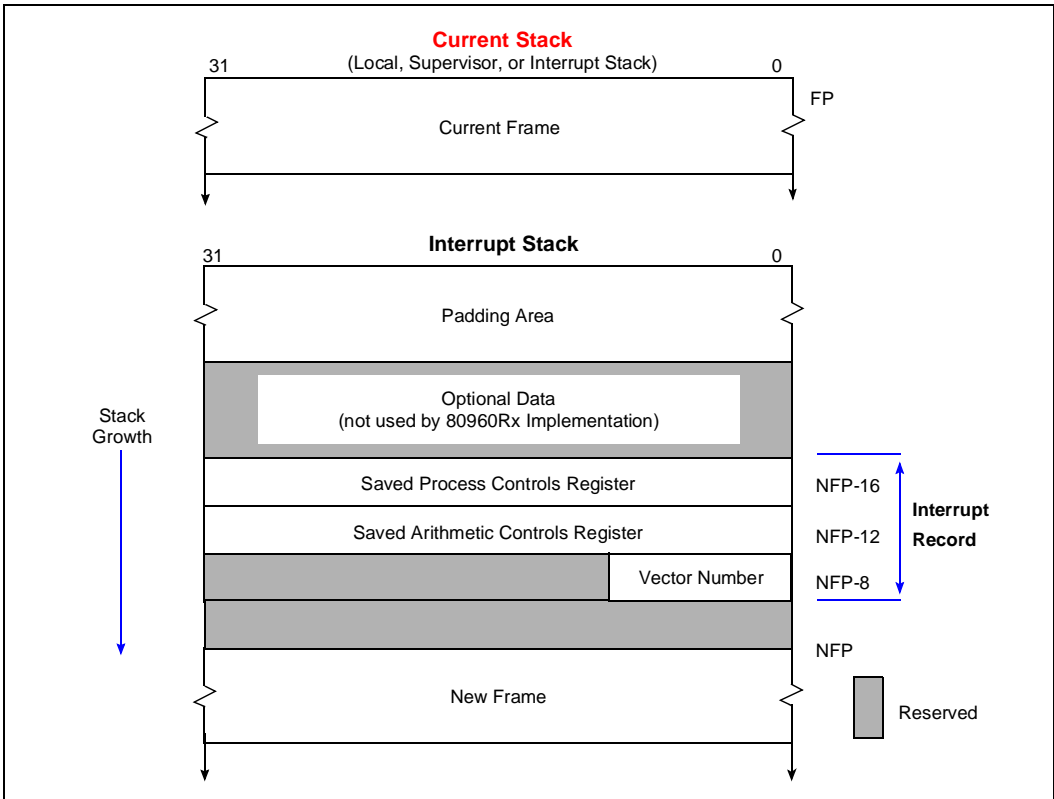 Current Stack
31 (Local, Supervisor, or Interrupt Stack) 0
FP
Current Frame
Interrupt Stack
31 0
Padding Area
Optional Data
(not used by 80960Rx Implementation)
Stack
Growth
Saved Process Controls Register
NFP-16
Interrupt
Record
Saved Arithmetic Controls Register
NFP-12
Vector Number
NFP-8
NFP
New Frame
Reserved